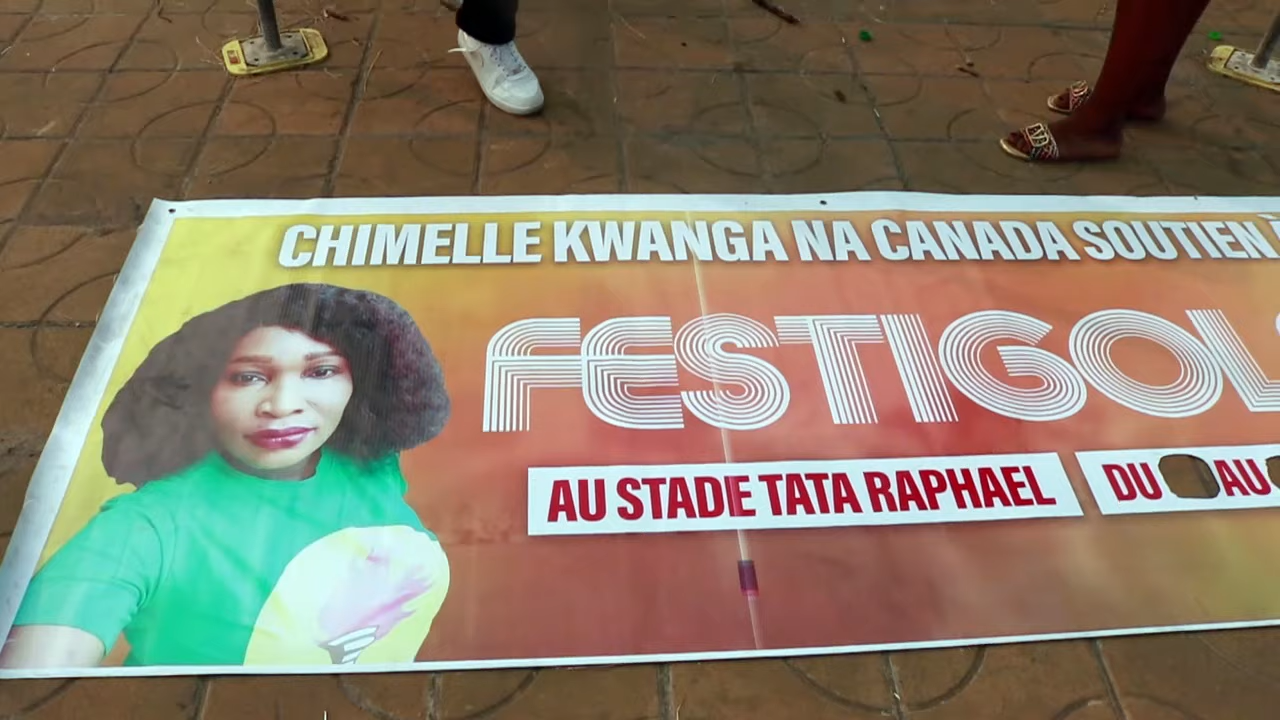 CHIMELLE KWANGA NA CANADA SOUTIEN À
FESTIGOL
AU STADE TATA RAPHAEL
DU AU